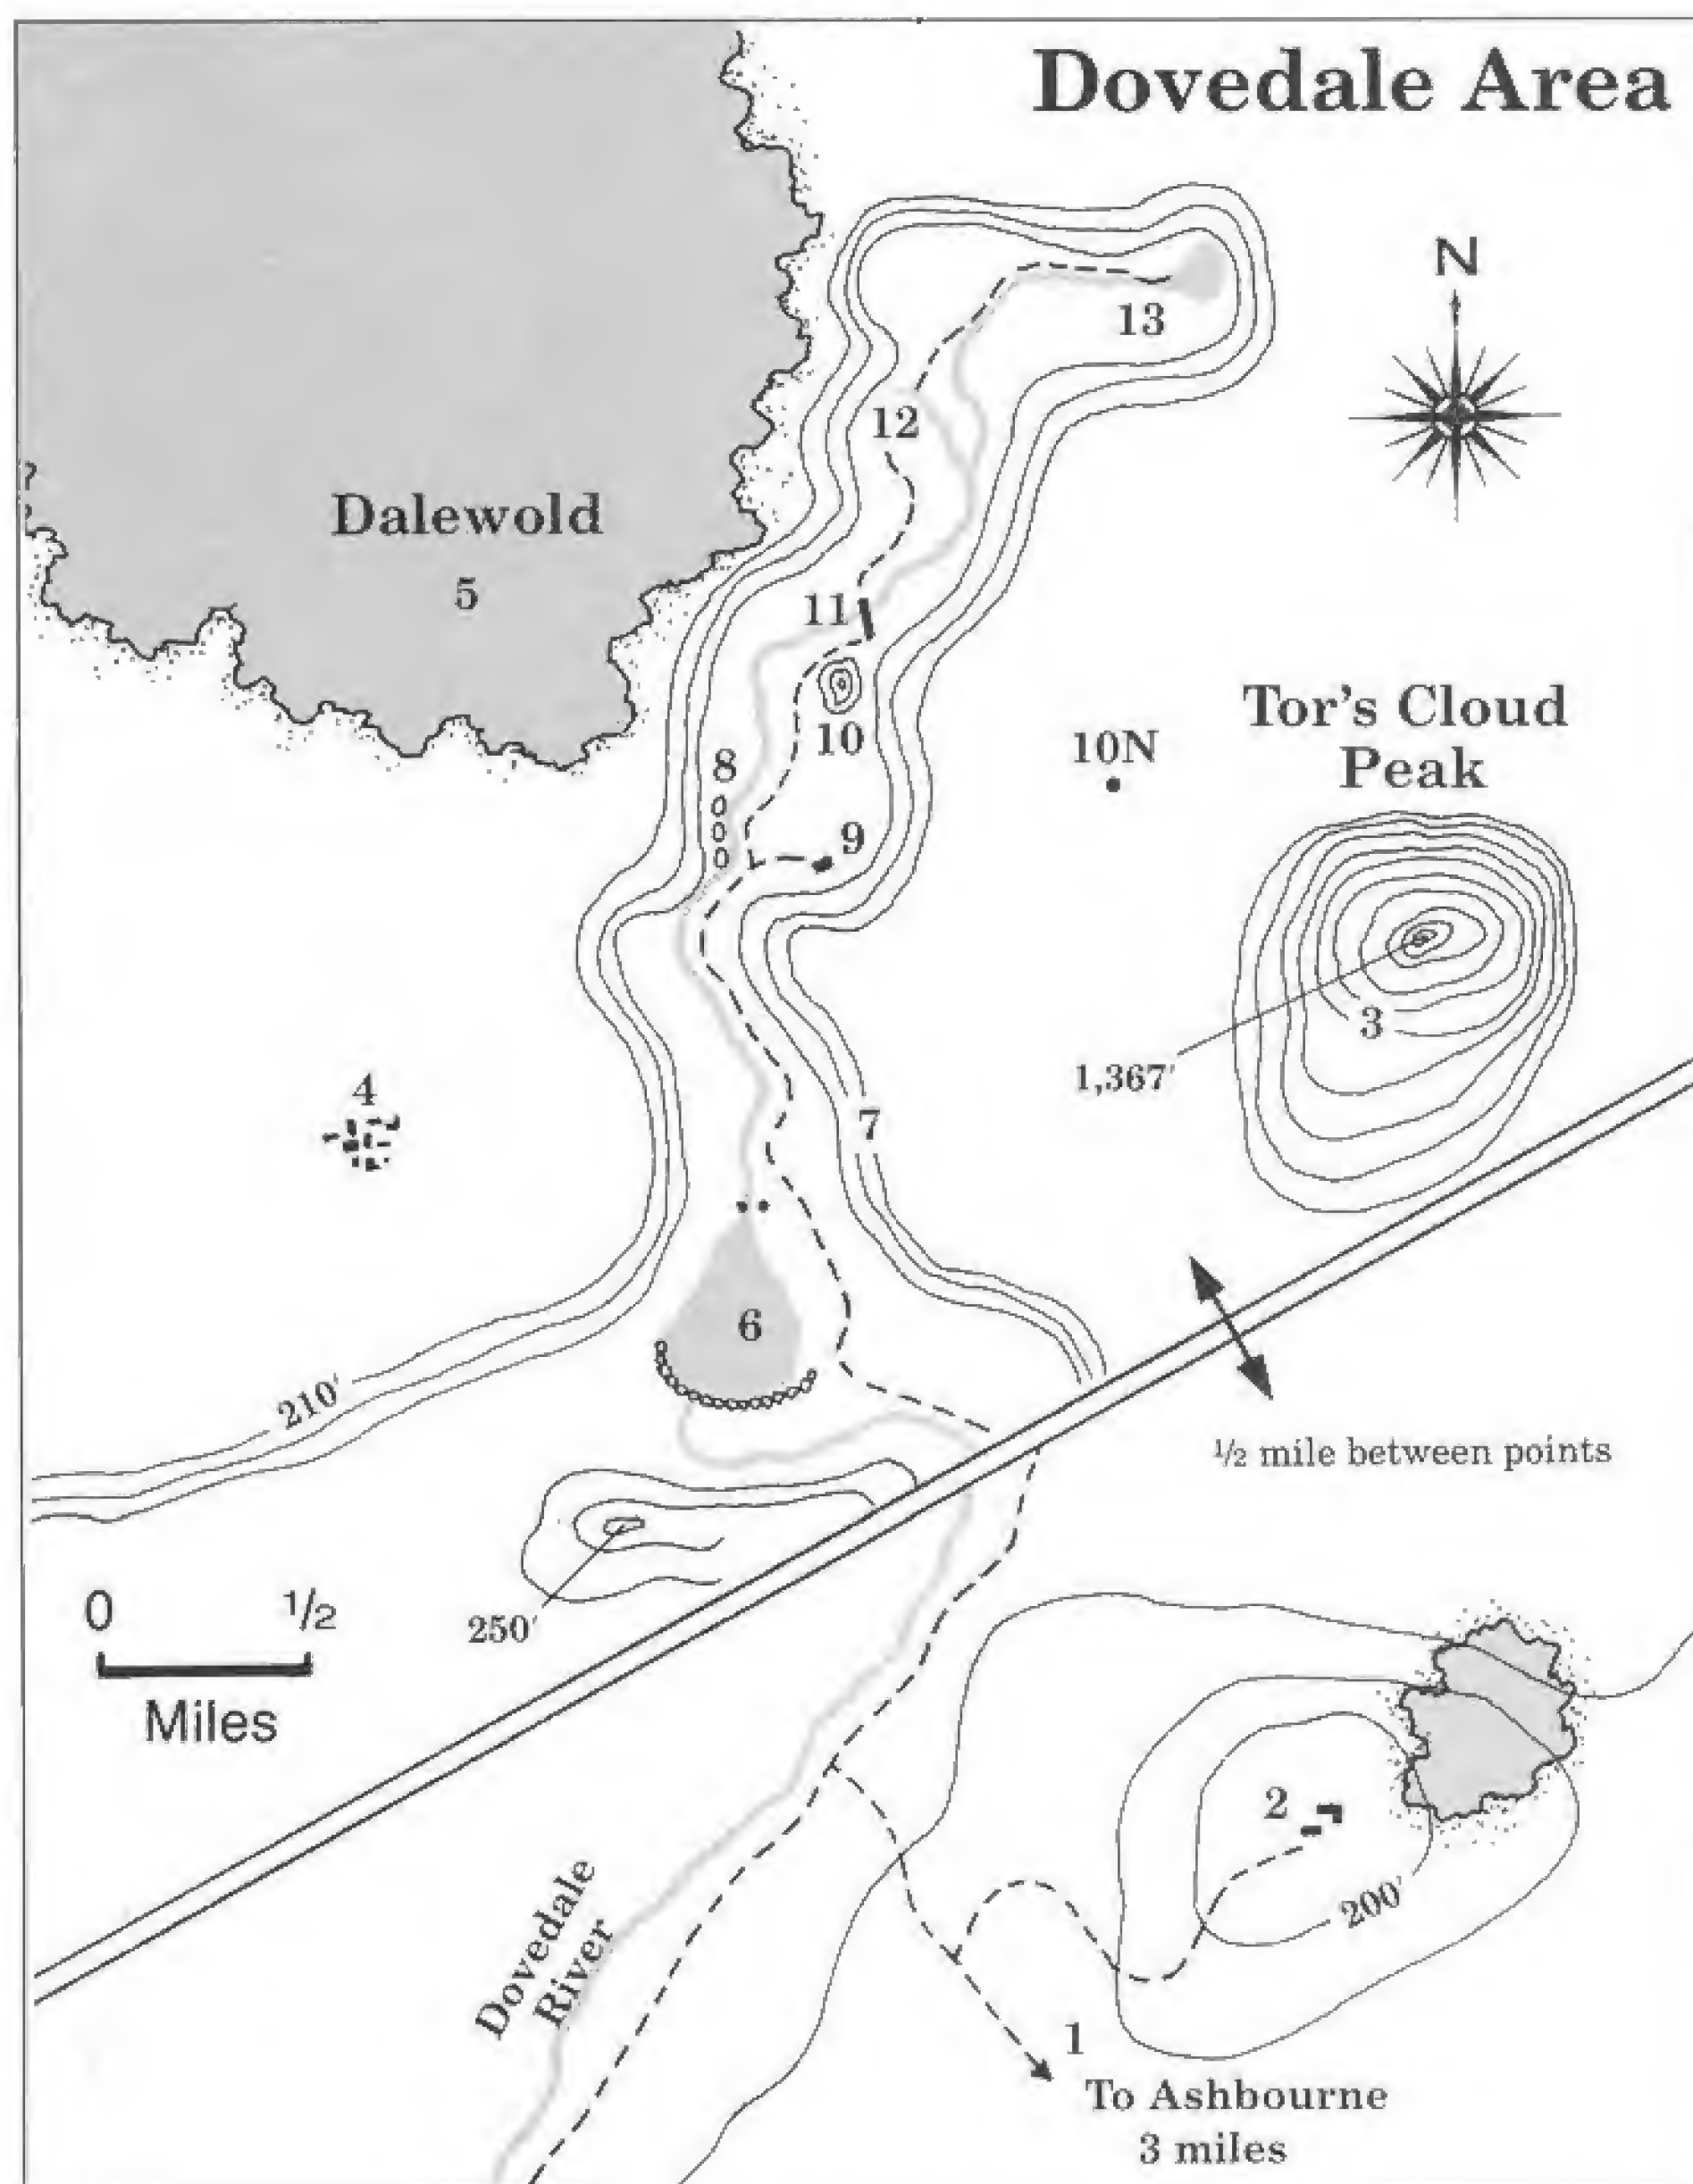 Dovedale Area
N
13
12
Dalewold
5
11
Tor's Cloud
Peak
10
10N
8
9
3
1,367'
4
7
6
210'
1/2 mile between points
0 1/2
Miles
250'
2
200'
Dovedale
River
1
To Ashbourne
3 miles